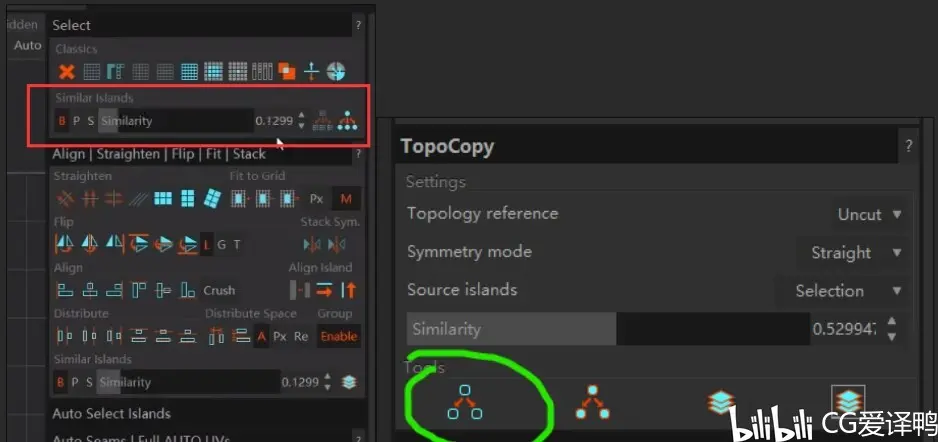 idden
Auto
Select
?
Classics
Similar Islands
B P S Similarity 0.1299
Align | Straighten | Flip | Fit | Stack
?
Straighten
Fit to Grid
Px M
Flip
Stack Sym.
L G T
Align
Align Island
Crush
Distribute
Distribute Space
Group
A Px Re Enable
Similar Islands
B P S Similarity 0.1299
Auto Select Islands
Auto Seams | Full AUTO UVs
TopoCopy
?
Settings
Topology reference Uncut
Symmetry mode Straight
Source islands Selection
Similarity 0.52994
Tools
bilibili CG爱译鸭